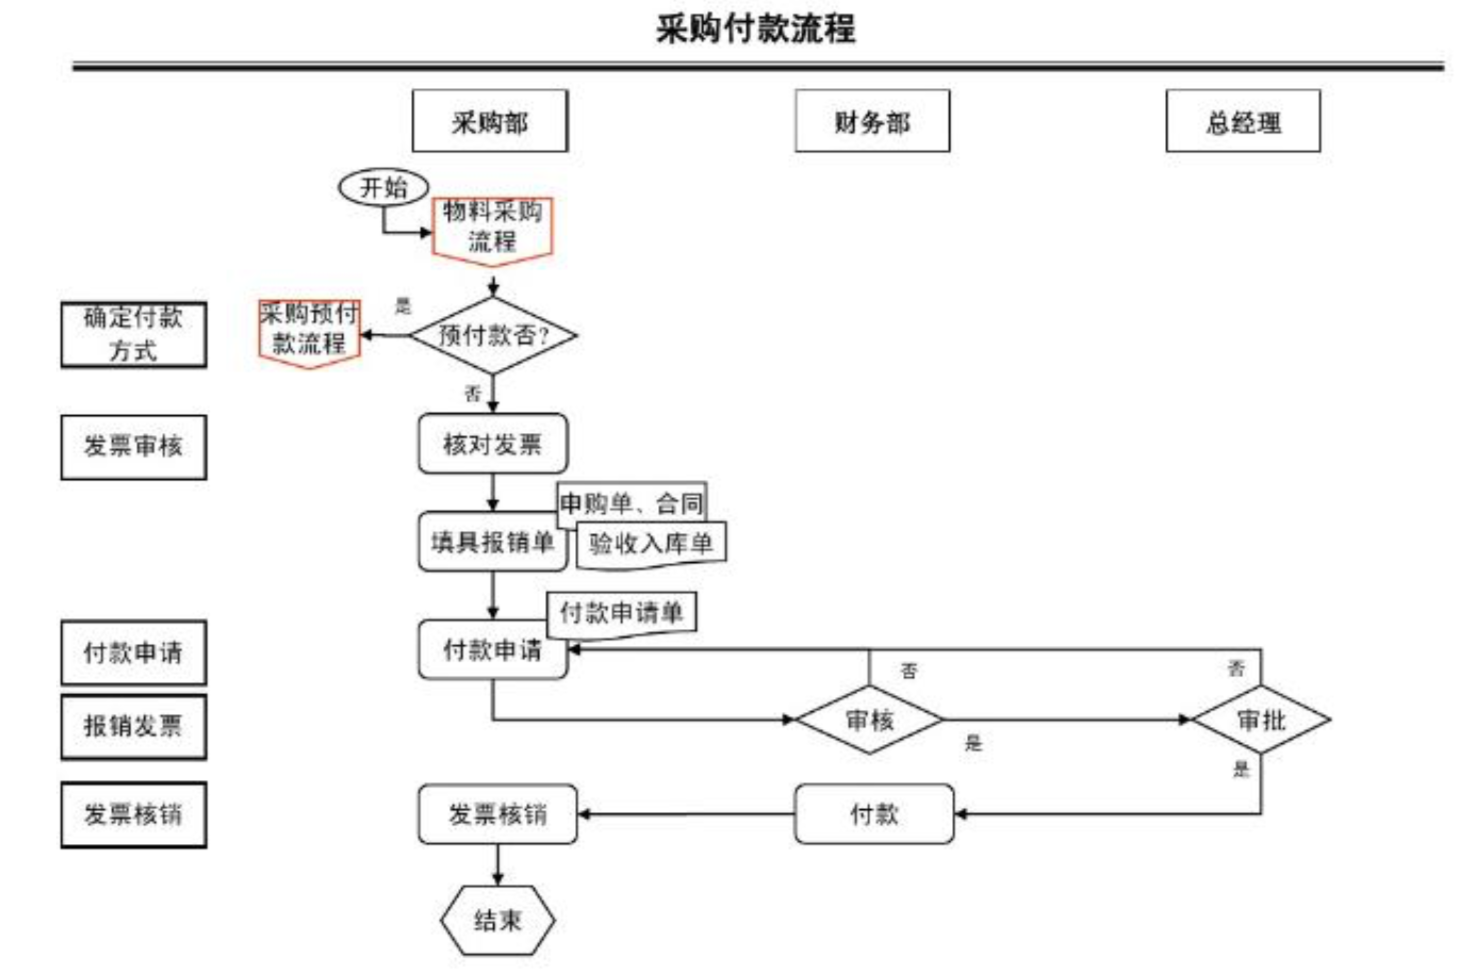 采购付款流程
采购部
财务部
总经理
开始
物料采购
流程
确定付款
方式
采购预付
款流程
是
预付款否?
否
发票审核
核对发票
申购单、合同
填具报销单
验收入库单
付款申请单
付款申请
付款申请
否
否
报销发票
审核
审批
是
是
发票核销
发票核销
付款
结束